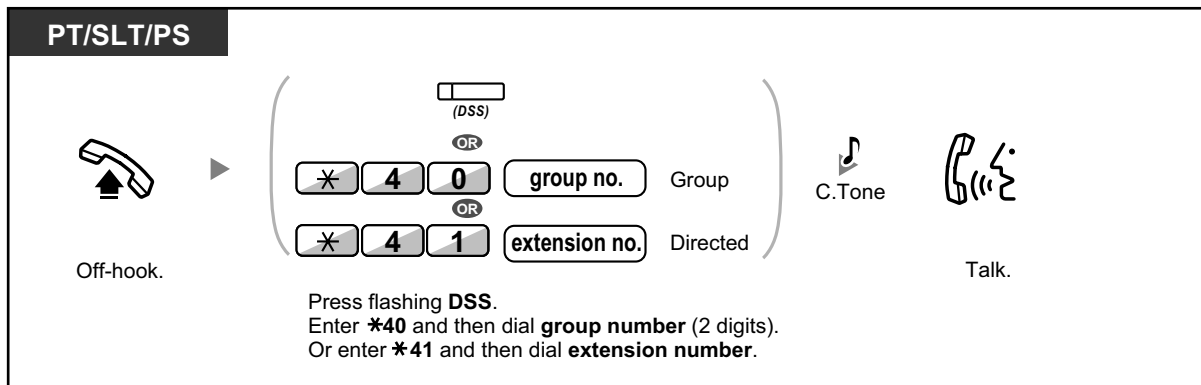 PT/SLT/PS
(DSS)
OR
* 4 0 group no. Group
OR
* 4 1 extension no. Directed
C.Tone
Off-hook.
Talk.
Press flashing DSS.
Enter *40 and then dial group number (2 digits).
Or enter *41 and then dial extension number.